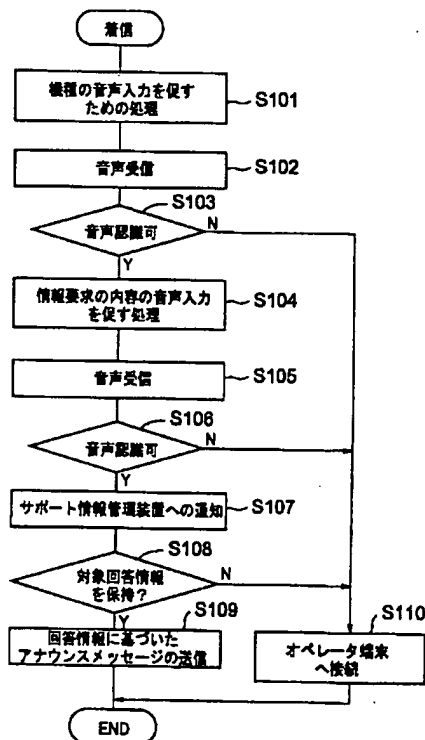 着信
機種の音声入力を促す
ための処理
S101
音声受信
S102
S103
音声認識可
N
Y
情報要求の内容の音声入力
を促す処理
S104
音声受信
S105
S106
音声認識可
N
Y
サポート情報管理装置への通知
S107
S108
対象回答情報
を保持？
N
Y
S109
回答情報に基づいた
アナウンスメッセージの送信
S110
オペレータ端末
へ接続
END